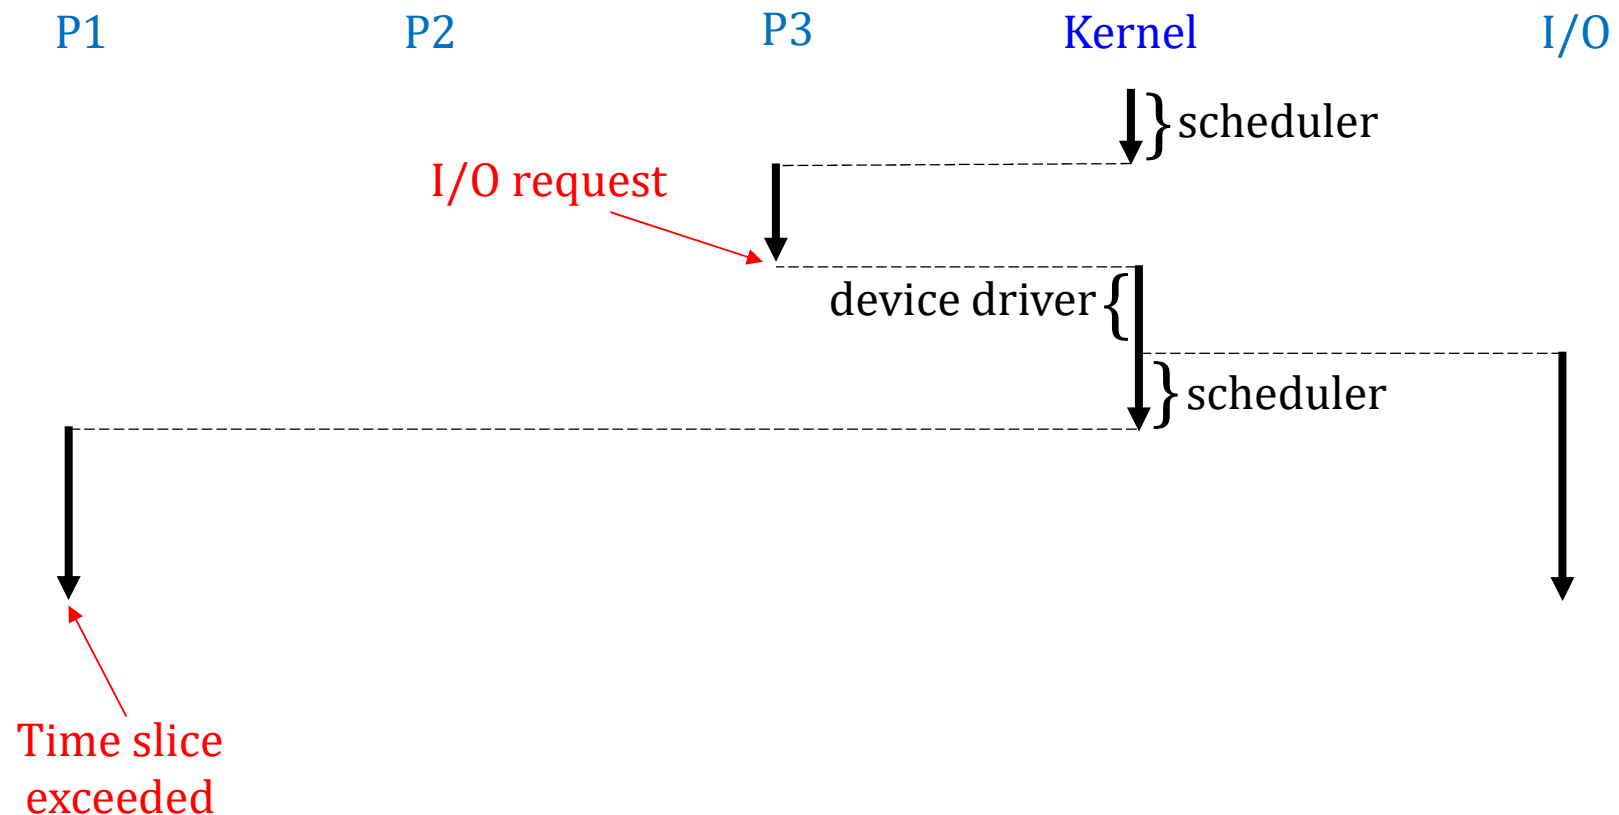 P1 P2 P3 Kernel I/O
} scheduler
I/O request
device driver {
} scheduler
Time slice
exceeded